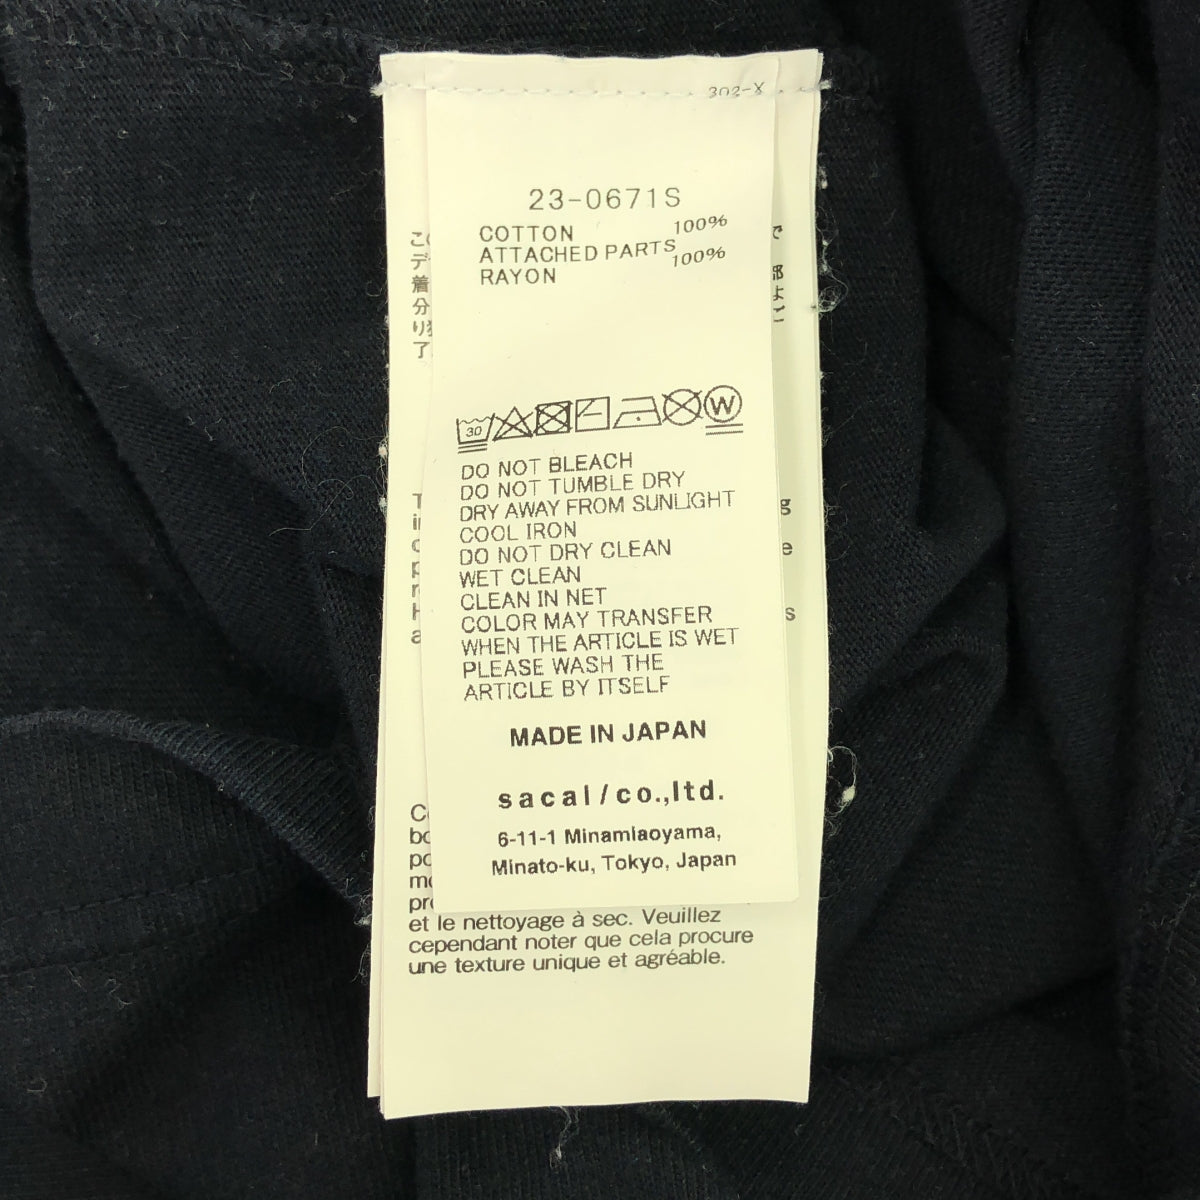 302-X
23-0671S
COTTON 100%
ATTACHED PARTS
RAYON 100%
30
W
DO NOT BLEACH
DO NOT TUMBLE DRY
DRY AWAY FROM SUNLIGHT
COOL IRON
DO NOT DRY CLEAN
WET CLEAN
CLEAN IN NET
COLOR MAY TRANSFER
WHEN THE ARTICLE IS WET
PLEASE WASH THE
ARTICLE BY ITSELF
MADE IN JAPAN
sacai/co.,ltd.
6-11-1 Minamiaoyama,
Minato-ku, Tokyo, Japan
et le nettoyage à sec. Veuillez
cependant noter que cela procure
une texture unique et agréable.